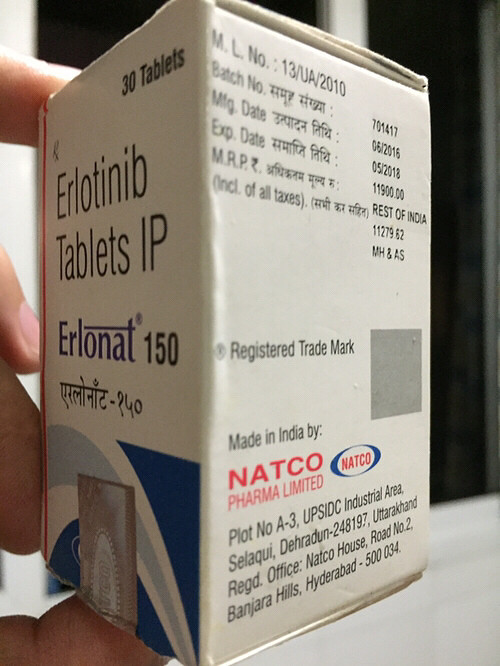 30 Tablets
℞
Erlotinib
Tablets IP
Erlonat® 150
एरलोनाँट-१५०
M. L. No. : 13/UA/2010
Batch No. समूह संख्या : 701417
Mfg. Date उत्पादन तिथि : 06/2016
Exp. Date समाप्ति तिथि : 05/2018
M.R.P. ₹. अधिकतम मूल्य रु : 11900.00
(Incl. of all taxes). (सभी कर सहित) REST OF INDIA
11279.62
MH & AS
® Registered Trade Mark
Made in India by:
NATCO NATCO
PHARMA LIMITED
Plot No A-3, UPSIDC Industrial Area,
Selaqui, Dehradun-248197, Uttarakhand
Regd. Office: Natco House, Road No.2,
Banjara Hills, Hyderabad - 500 034.